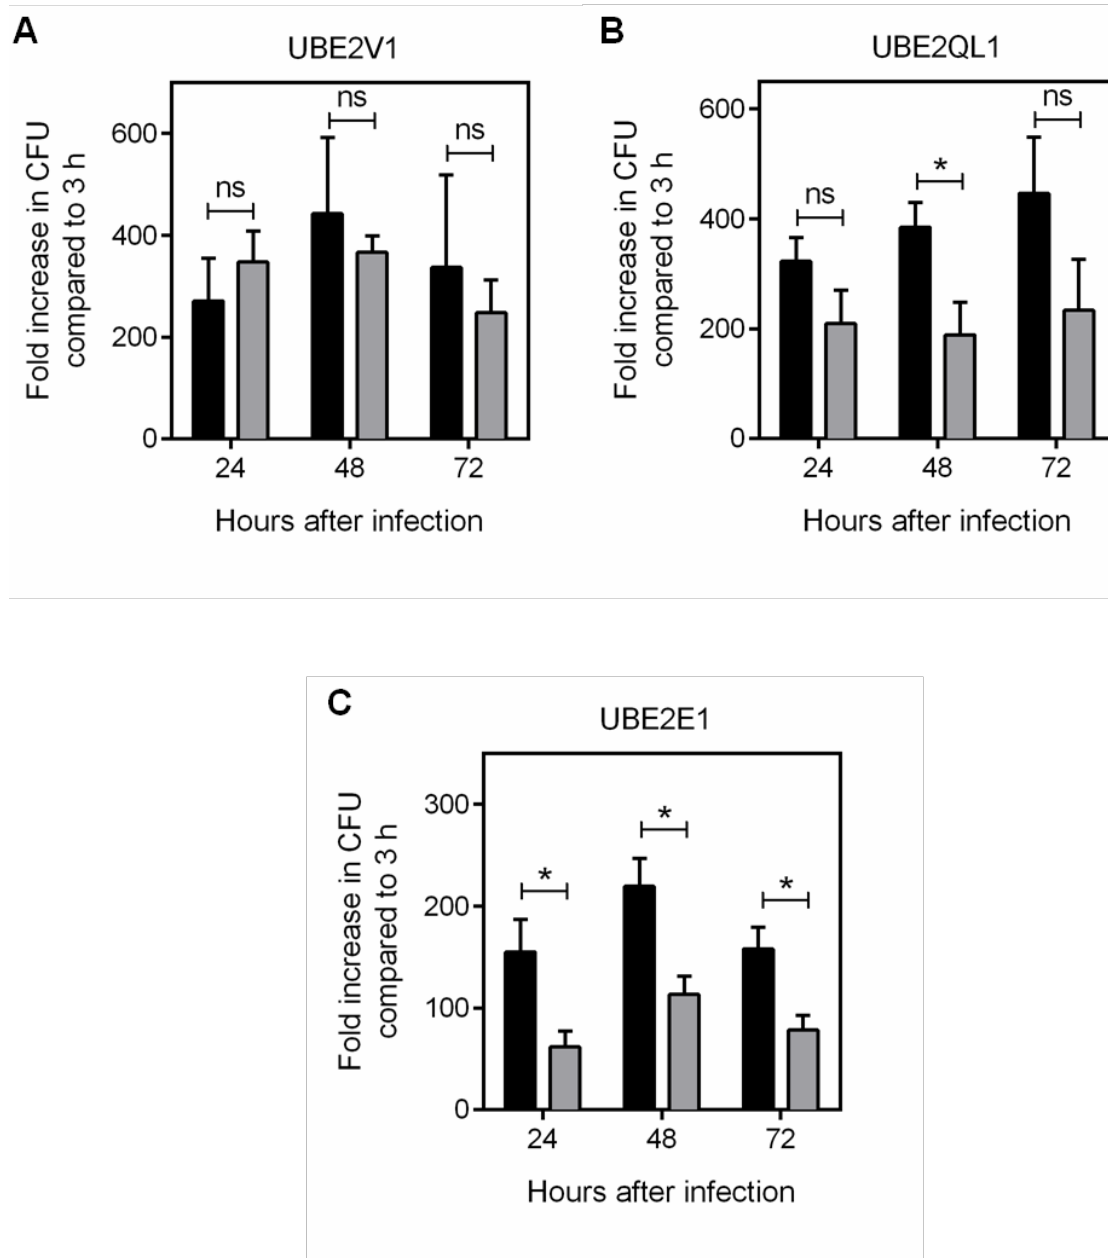 A
UBE2V1
Fold increase in CFU
compared to 3 h
600
400
200
0
ns
ns
ns
24 48 72
Hours after infection
B
UBE2QL1
Fold increase in CFU
compared to 3 h
600
400
200
0
ns
*
ns
24 48 72
Hours after infection
C
UBE2E1
Fold increase in CFU
compared to 3 h
300
200
100
0
*
*
*
24 48 72
Hours after infection